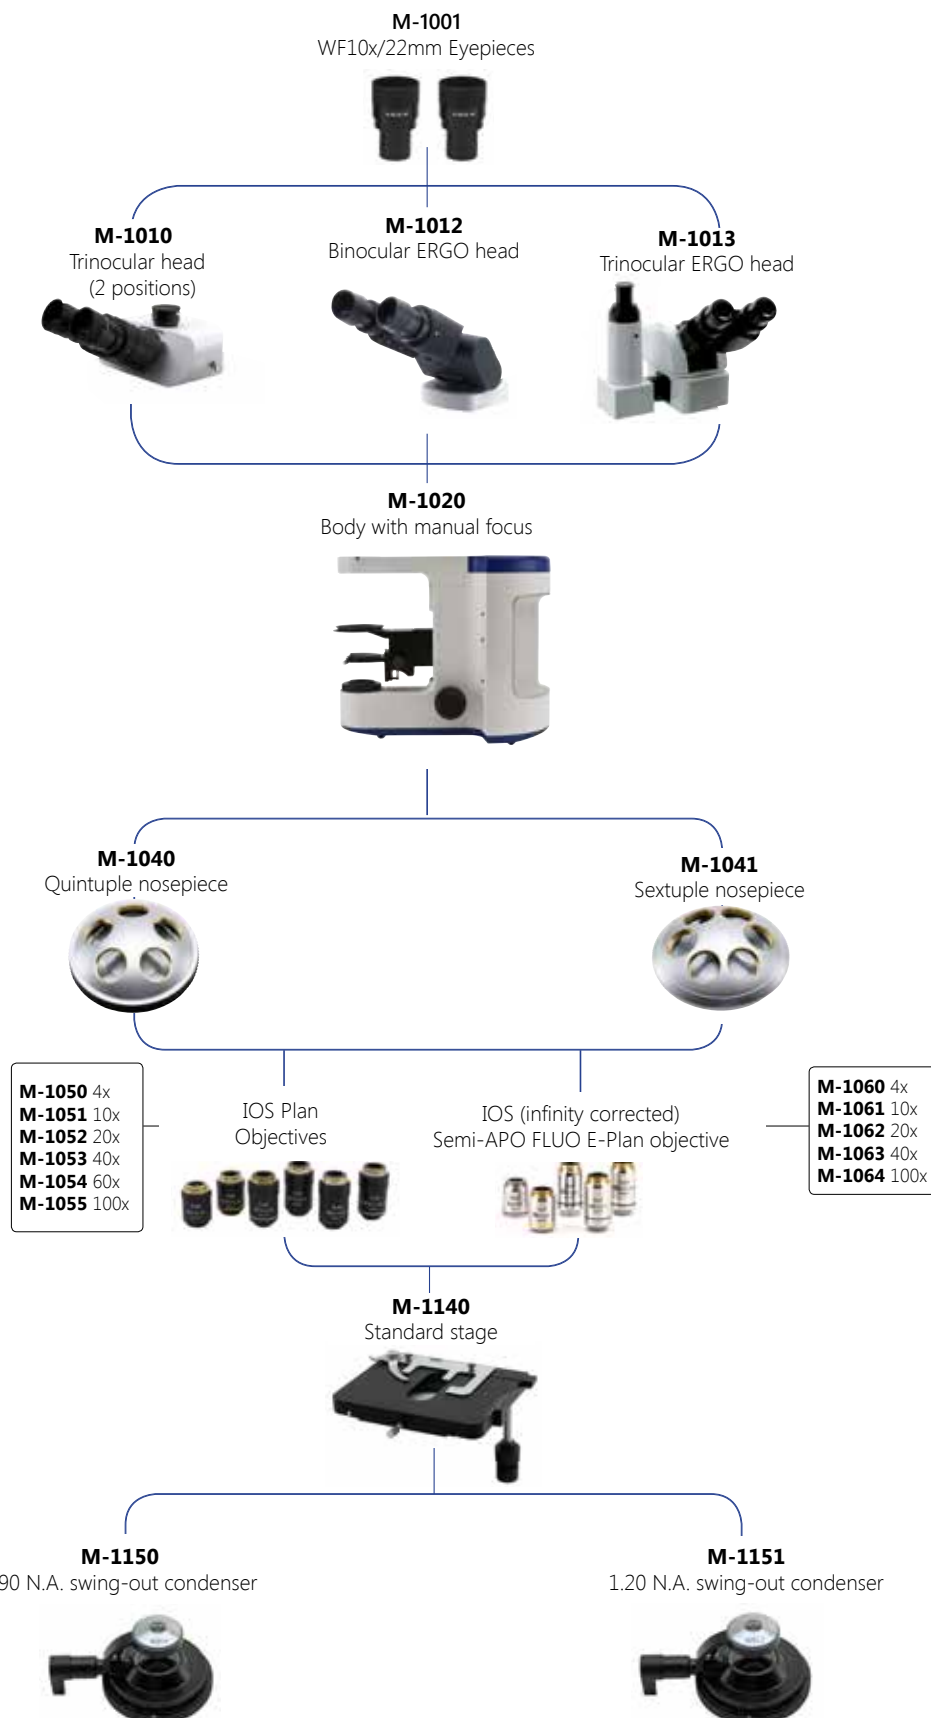 M-1001
WF10x/22mm Eyepieces
M-1010
Trinocular head
(2 positions)
M-1012
Binocular ERGO head
M-1013
Trinocular ERGO head
M-1020
Body with manual focus
M-1040
Quintuple nosepiece
M-1041
Sextuple nosepiece
M-1050 4x
M-1051 10x
M-1052 20x
M-1053 40x
M-1054 60x
M-1055 100x
IOS Plan
Objectives
IOS (infinity corrected)
Semi-APO FLUO E-Plan objective
M-1060 4x
M-1061 10x
M-1062 20x
M-1063 40x
M-1064 100x
M-1140
Standard stage
M-1150
90 N.A. swing-out condenser
M-1151
1.20 N.A. swing-out condenser